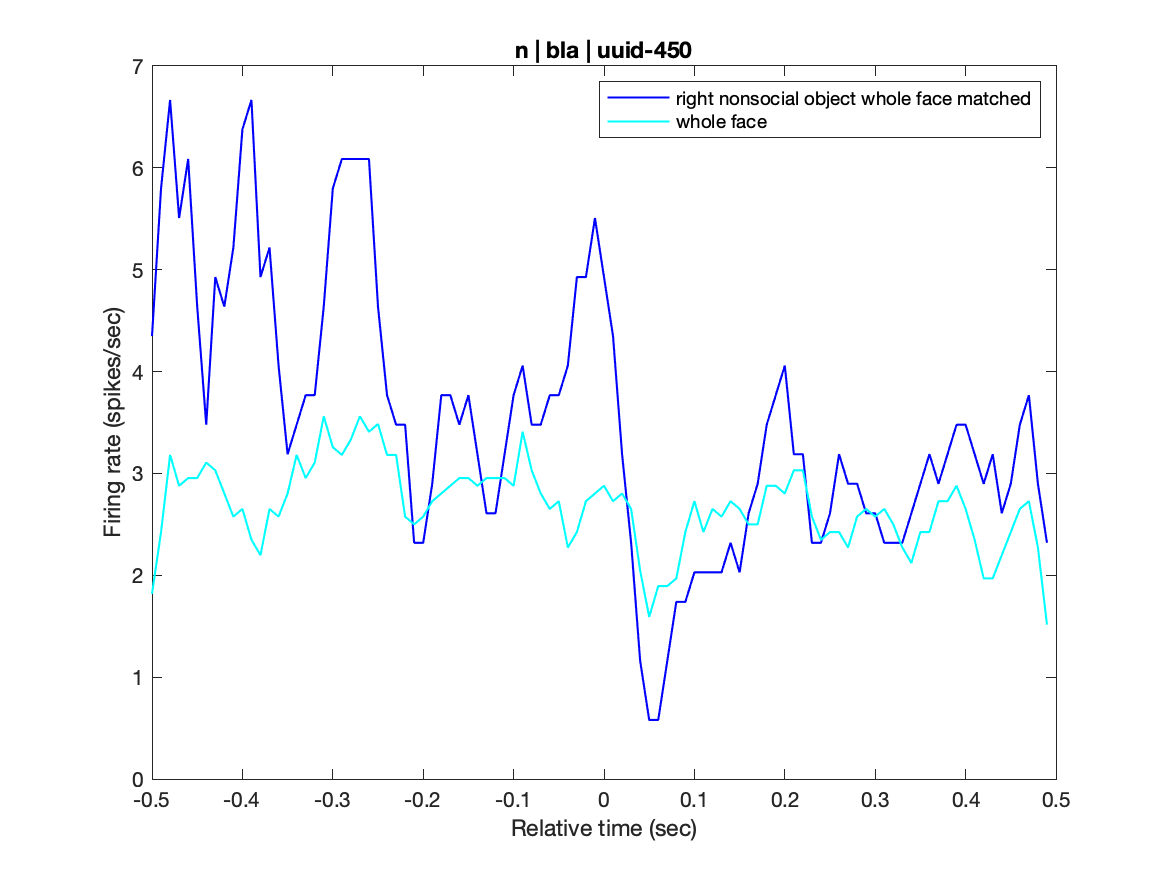 n | bla | uuid-450
right nonsocial object whole face matched
whole face
Firing rate (spikes/sec)
7
6
5
4
3
2
1
0
-0.5 -0.4 -0.3 -0.2 -0.1 0 0.1 0.2 0.3 0.4 0.5
Relative time (sec)